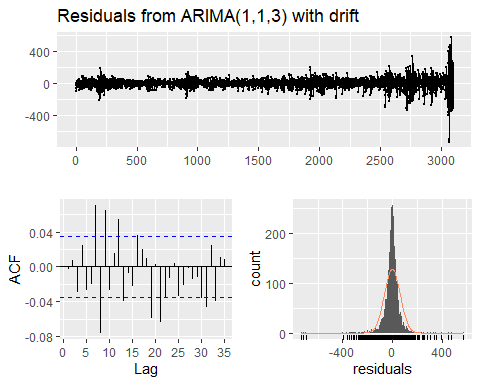 Residuals from ARIMA(1,1,3) with drift
400
0
-400
0 500 1000 1500 2000 2500 3000
0.04
0.00
-0.04
-0.08
ACF
0 5 10 15 20 25 30 35
Lag
200
100
0
count
-400 0 400
residuals